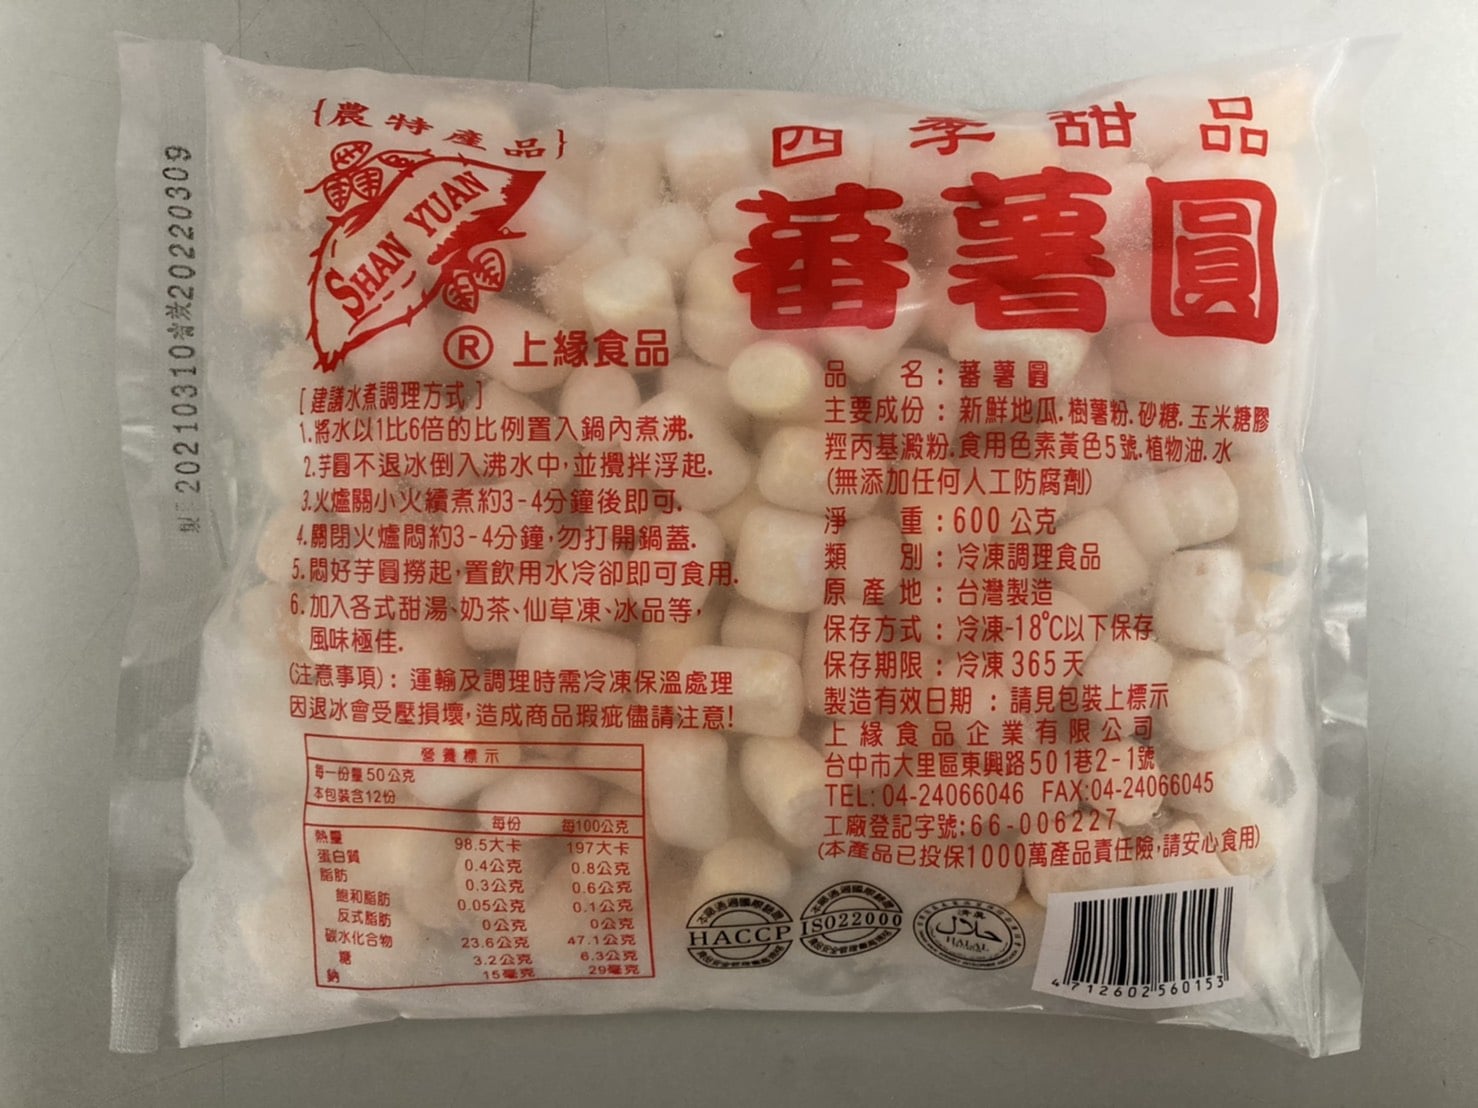 {農特產品}
SHAN YUAN
® 上緣食品
四季甜品
蕃薯圓
20210310 有效20220309
[建議水煮調理方式]
1.將水以1比6倍的比例置入鍋內煮沸.
2.芋圓不退冰倒入沸水中,並攪拌浮起.
3.火爐關小火續煮約3-4分鐘後即可.
4.關閉火爐悶約3-4分鐘,勿打開鍋蓋.
5.悶好芋圓撈起,置飲用水冷卻即可食用.
6.加入各式甜湯、奶茶、仙草凍、冰品等,
風味極佳.
(注意事項):運輸及調理時需冷凍保溫處理
因退冰會受壓損壞,造成商品瑕疵儘請注意!
營養標示
每一份量50公克
本包裝含12份
每份 每100公克
熱量 98.5大卡 197大卡
蛋白質 0.4公克 0.8公克
脂肪 0.3公克 0.6公克
飽和脂肪 0.05公克 0.1公克
反式脂肪 0公克 0公克
碳水化合物 23.6公克 47.1公克
糖 3.2公克 6.3公克
鈉 15毫克 29毫克
品名:蕃薯圓
主要成份:新鮮地瓜.樹薯粉.砂糖.玉米糖膠
羥丙基澱粉.食用色素黃色5號.植物油.水
(無添加任何人工防腐劑)
淨重:600公克
類別:冷凍調理食品
原產地:台灣製造
保存方式:冷凍-18℃以下保存
保存期限:冷凍365天
製造有效日期:請見包裝上標示
上緣食品企業有限公司
台中市大里區東興路501巷2-1號
TEL:04-24066046 FAX:04-24066045
工廠登記字號:66-006227
(本產品已投保1000萬產品責任險,請安心食用)
HACCP
ISO22000
حلال
HALAL
4712602560153